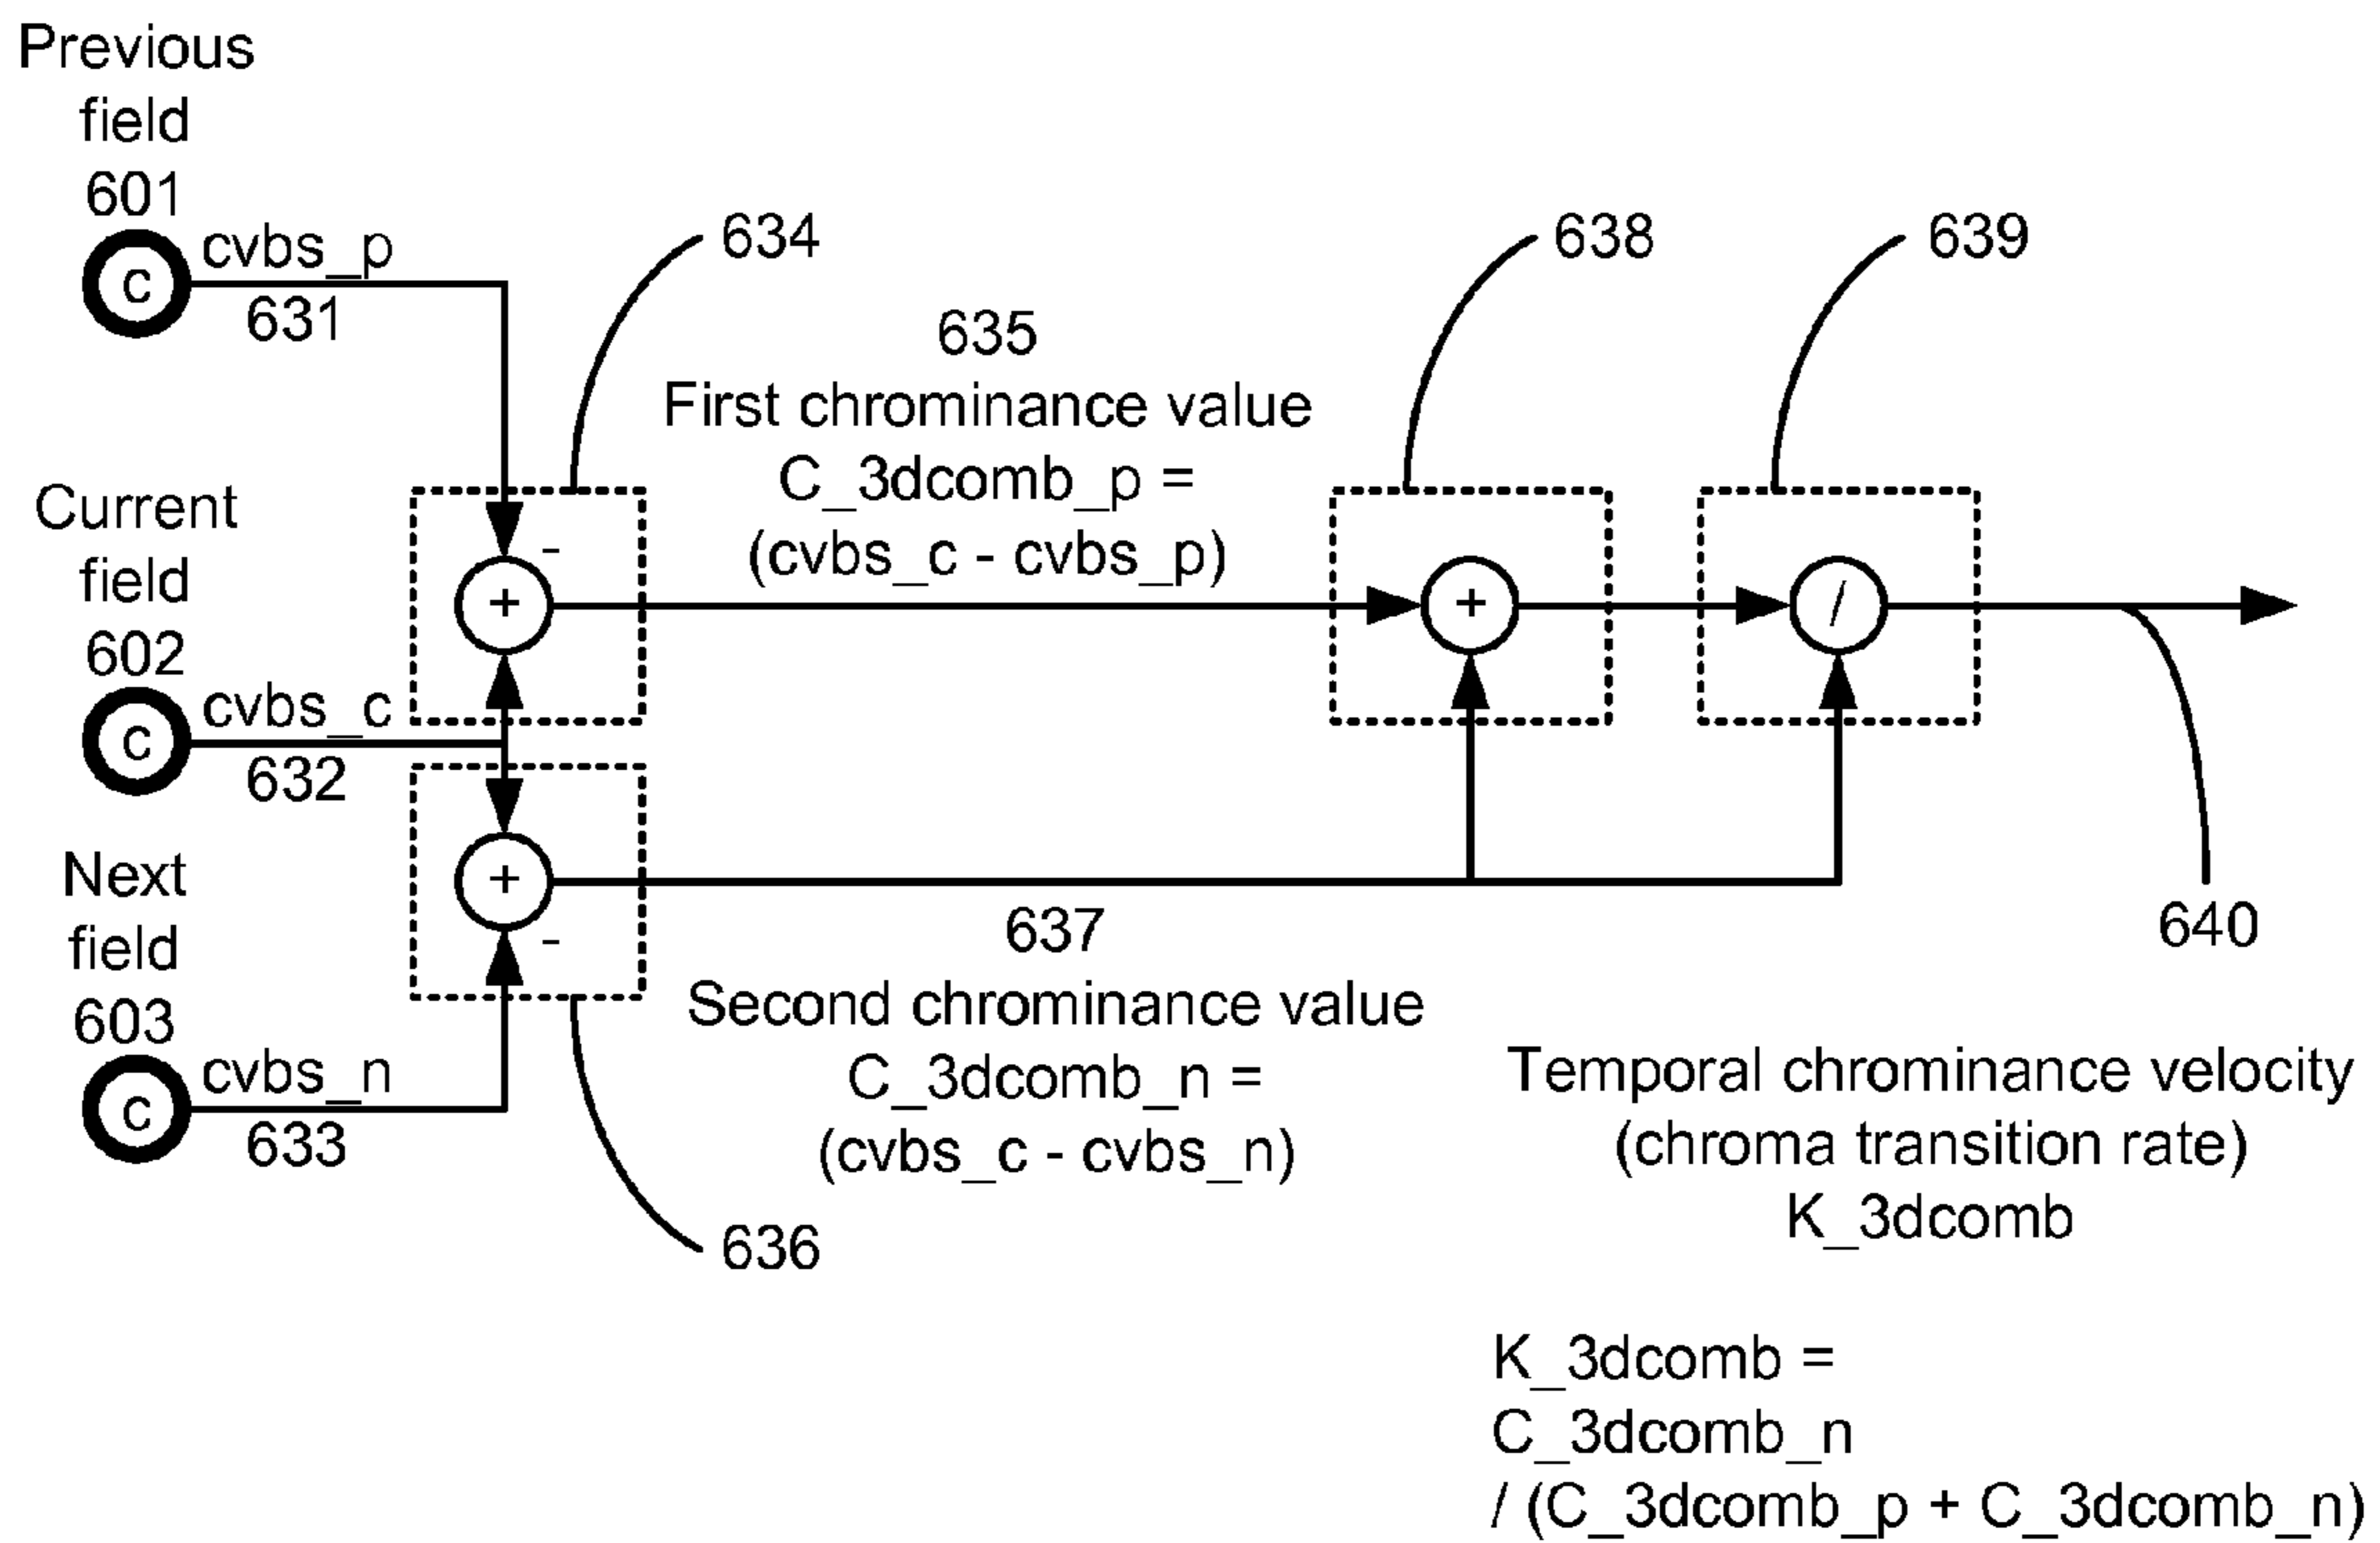 Previous
field
601
cvbs_p
c
631
634
638
639
635
First chrominance value
C_3dcomb_p =
(cvbs_c - cvbs_p)
-
+
+
/
Current
field
602
cvbs_c
c
632
Next
field
603
cvbs_n
c
633
+
-
637
Second chrominance value
C_3dcomb_n =
(cvbs_c - cvbs_n)
636
640
Temporal chrominance velocity
(chroma transition rate)
K_3dcomb
K_3dcomb =
C_3dcomb_n
/ (C_3dcomb_p + C_3dcomb_n)